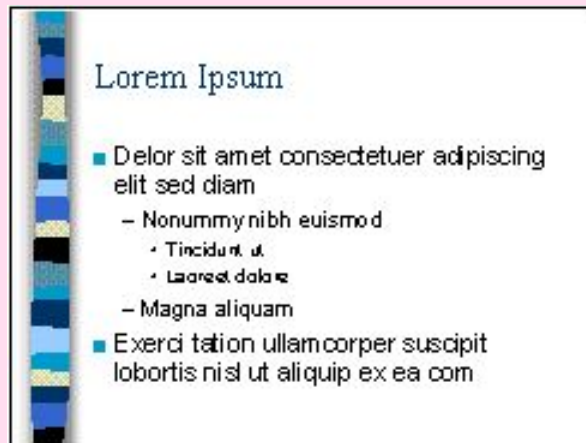 Lorem Ipsum
■ Delor sit amet consectetuer adipiscing
elit sed diam
– Nonummy nibh euismod
• Tincidunt ut
• Laoreet dolore
– Magna aliquam
■ Exerci tation ullamcorper suscipit
lobortis nisl ut aliquip ex ea com